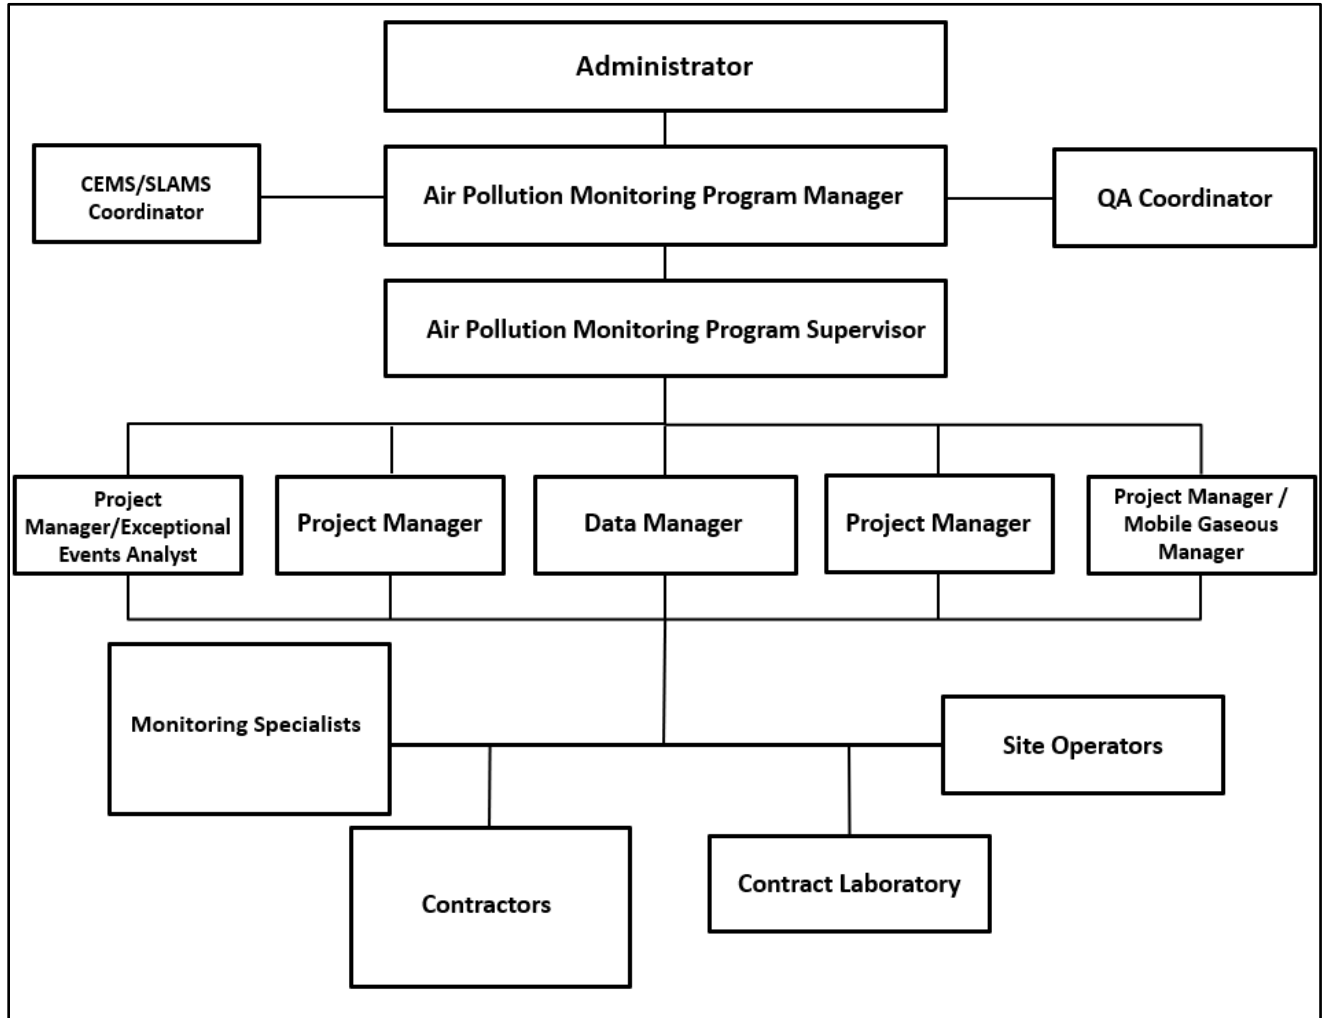 Administrator
CEMS/SLAMS
Coordinator
Air Pollution Monitoring Program Manager
QA Coordinator
Air Pollution Monitoring Program Supervisor
Project
Manager/Exceptional
Events Analyst
Project Manager
Data Manager
Project Manager
Project Manager /
Mobile Gaseous
Manager
Monitoring Specialists
Site Operators
Contractors
Contract Laboratory